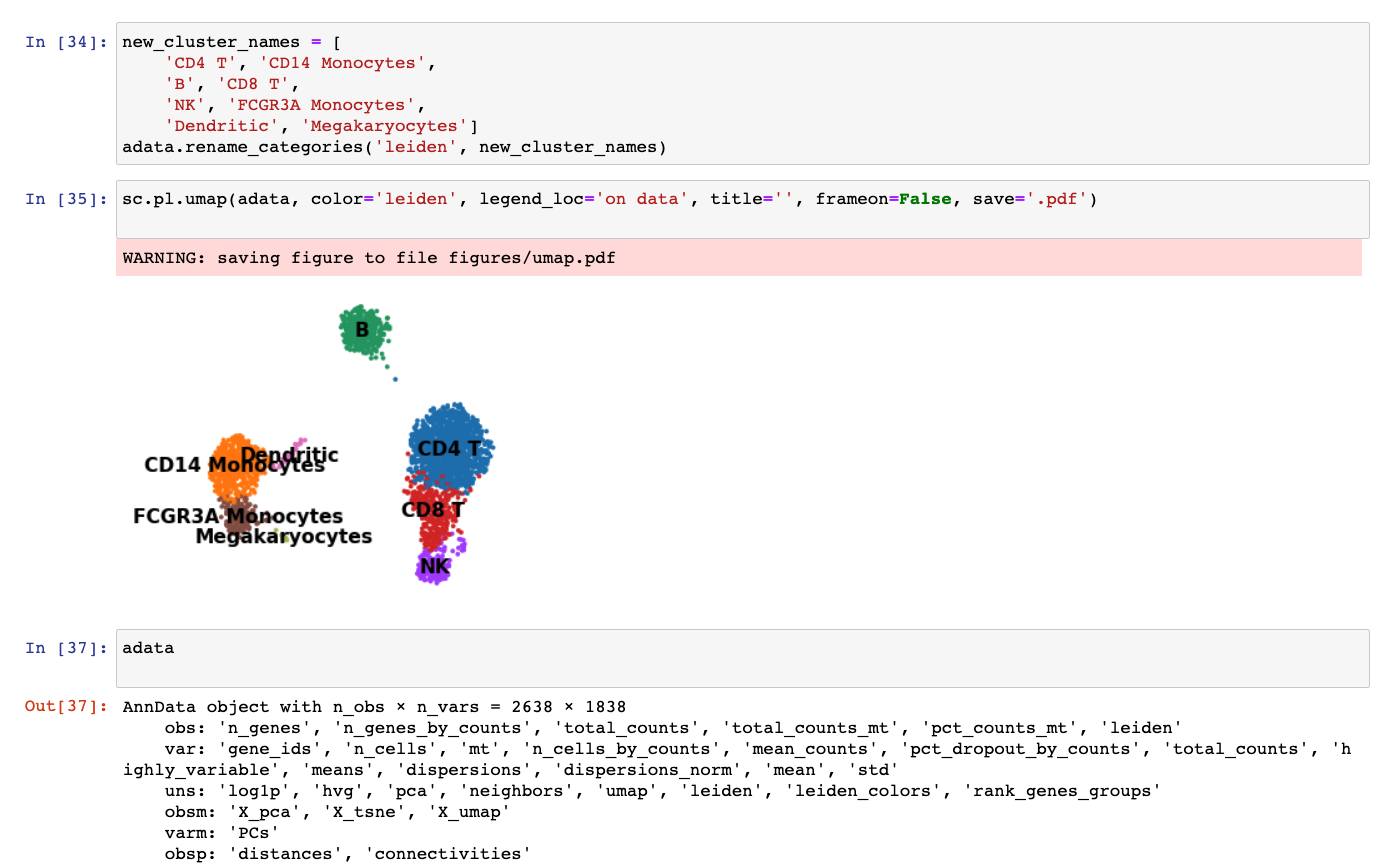 In [34]: new_cluster_names = [
'CD4 T', 'CD14 Monocytes',
'B', 'CD8 T',
'NK', 'FCGR3A Monocytes',
'Dendritic', 'Megakaryocytes']
adata.rename_categories('leiden', new_cluster_names)
In [35]: sc.pl.umap(adata, color='leiden', legend_loc='on data', title='', frameon=False, save='.pdf')
WARNING: saving figure to file figures/umap.pdf
B
CD4 T
Dendritic
CD14 Monocytes
CD8 T
FCGR3A Monocytes
Megakaryocytes
NK
In [37]: adata
Out[37]: AnnData object with n_obs × n_vars = 2638 × 1838
obs: 'n_genes', 'n_genes_by_counts', 'total_counts', 'total_counts_mt', 'pct_counts_mt', 'leiden'
var: 'gene_ids', 'n_cells', 'mt', 'n_cells_by_counts', 'mean_counts', 'pct_dropout_by_counts', 'total_counts', 'h
ighly_variable', 'means', 'dispersions', 'dispersions_norm', 'mean', 'std'
uns: 'log1p', 'hvg', 'pca', 'neighbors', 'umap', 'leiden', 'leiden_colors', 'rank_genes_groups'
obsm: 'X_pca', 'X_tsne', 'X_umap'
varm: 'PCs'
obsp: 'distances', 'connectivities'